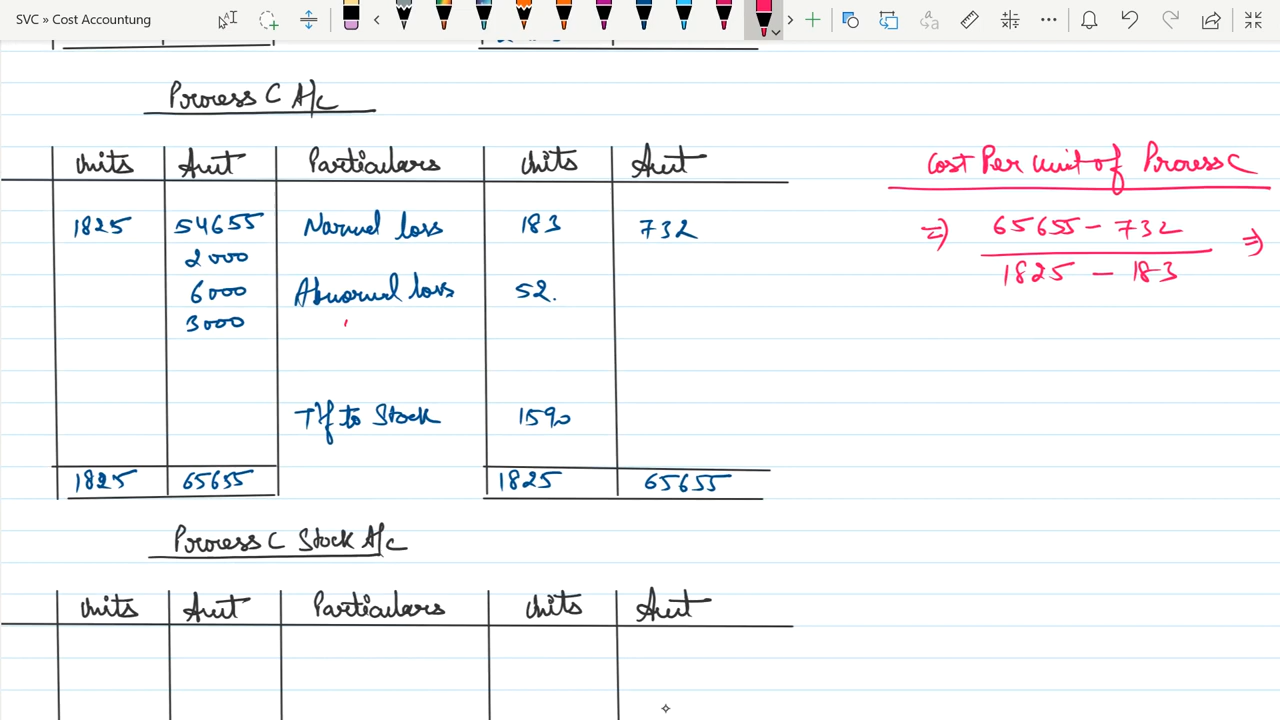 SVC » Cost Accountung
Process C A/c
Units Amt Particulars Units Amt
1825 54655 Normal loss 183 732
2000
6000 Abnormal loss 52.
3000
T/f to Stock 1590
1825 65655 1825 65655
Cost Per Unit of Process C
⇒ 65655 - 732 ⇒
1825 - 183
Process C Stock A/c
Units Amt Particulars Units Amt